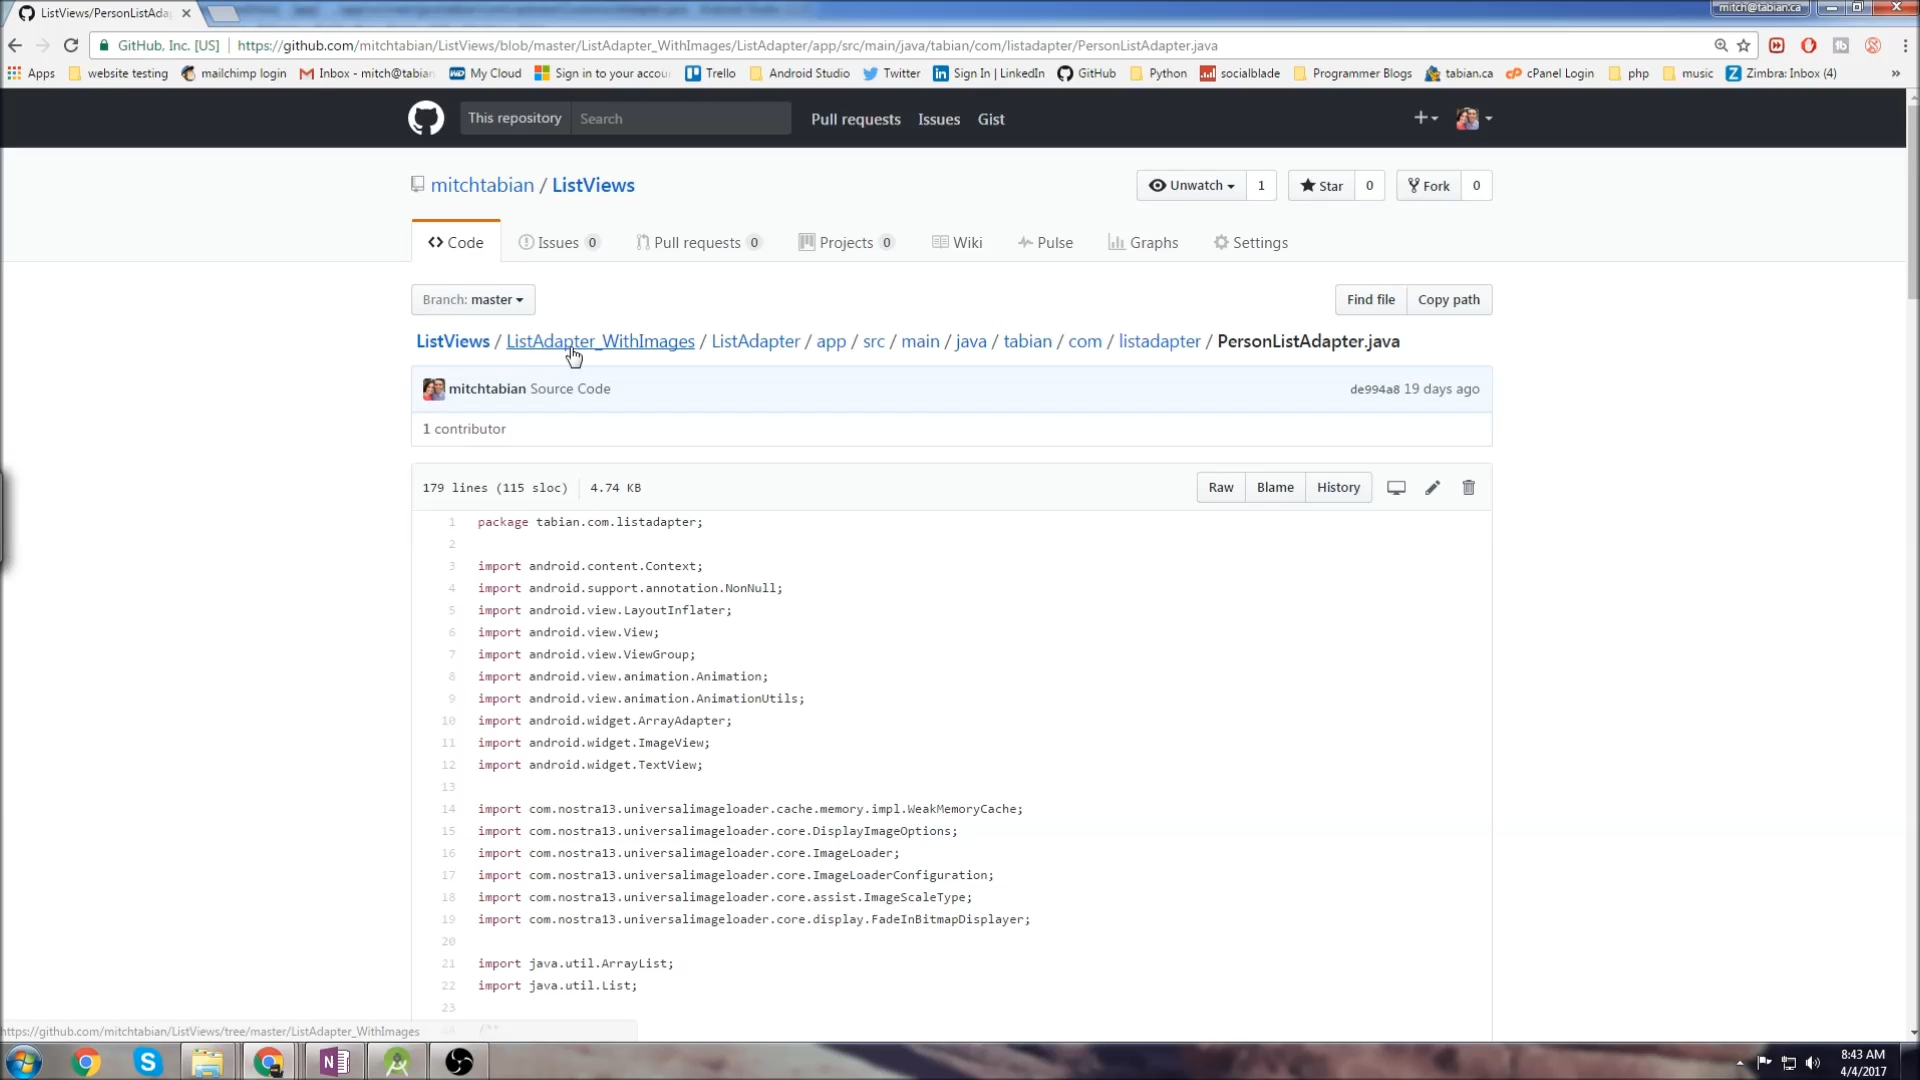 ListViews/PersonListAda
mitch@tabian.ca
GitHub, Inc. [US] https://github.com/mitchtabian/ListViews/blob/master/ListAdapter_WithImages/ListAdapter/app/src/main/java/tabian/com/listadapter/PersonListAdapter.java
Apps website testing mailchimp login Inbox - mitch@tabian My Cloud Sign in to your accou Trello Android Studio Twitter Sign In | LinkedIn GitHub Python socialblade Programmer Blogs tabian.ca cPanel Login php music Zimbra: Inbox (4) »
This repository Search Pull requests Issues Gist
mitchtabian / ListViews
Unwatch 1 Star 0 Fork 0
Code Issues 0 Pull requests 0 Projects 0 Wiki Pulse Graphs Settings
Branch: master Find file Copy path
ListViews / ListAdapter_WithImages / ListAdapter / app / src / main / java / tabian / com / listadapter / PersonListAdapter.java
mitchtabian Source Code de994a8 19 days ago
1 contributor
179 lines (115 sloc) 4.74 KB Raw Blame History
1 package tabian.com.listadapter;
2
3 import android.content.Context;
4 import android.support.annotation.NonNull;
5 import android.view.LayoutInflater;
6 import android.view.View;
7 import android.view.ViewGroup;
8 import android.view.animation.Animation;
9 import android.view.animation.AnimationUtils;
10 import android.widget.ArrayAdapter;
11 import android.widget.ImageView;
12 import android.widget.TextView;
13
14 import com.nostra13.universalimageloader.cache.memory.impl.WeakMemoryCache;
15 import com.nostra13.universalimageloader.core.DisplayImageOptions;
16 import com.nostra13.universalimageloader.core.ImageLoader;
17 import com.nostra13.universalimageloader.core.ImageLoaderConfiguration;
18 import com.nostra13.universalimageloader.core.assist.ImageScaleType;
19 import com.nostra13.universalimageloader.core.display.FadeInBitmapDisplayer;
20
21 import java.util.ArrayList;
22 import java.util.List;
23
https://github.com/mitchtabian/ListViews/tree/master/ListAdapter_WithImages
8:43 AM
4/4/2017